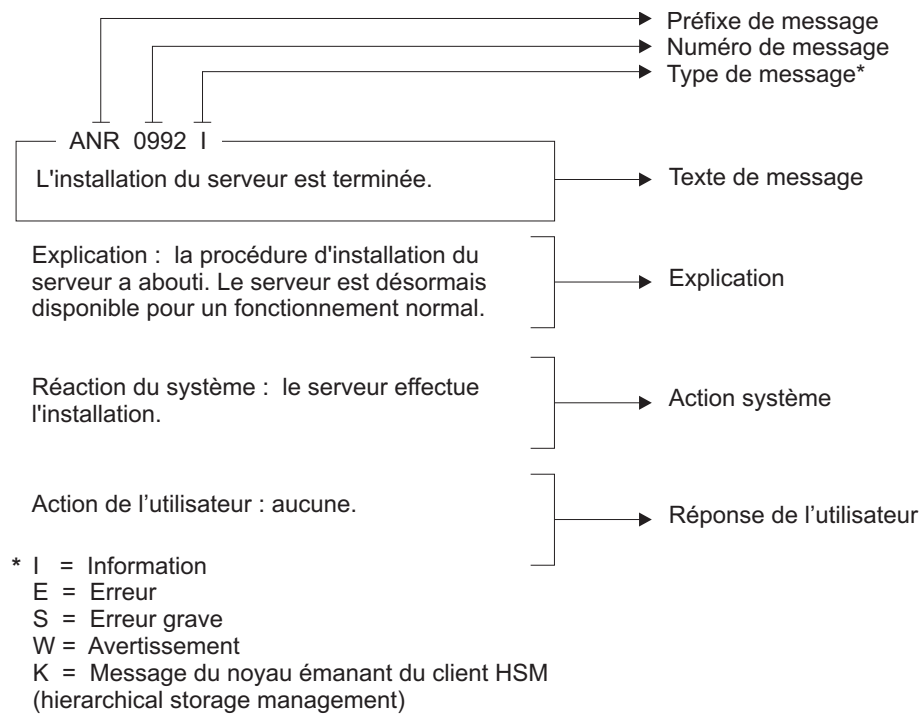 Préfixe de message
Numéro de message
Type de message*
ANR 0992 I
L'installation du serveur est terminée.
Texte de message
Explication : la procédure d'installation du
serveur a abouti. Le serveur est désormais
disponible pour un fonctionnement normal.
Explication
Réaction du système : le serveur effectue
l'installation.
Action système
Action de l’utilisateur : aucune.
Réponse de l’utilisateur
* I = Information
E = Erreur
S = Erreur grave
W = Avertissement
K = Message du noyau émanant du client HSM
(hierarchical storage management)